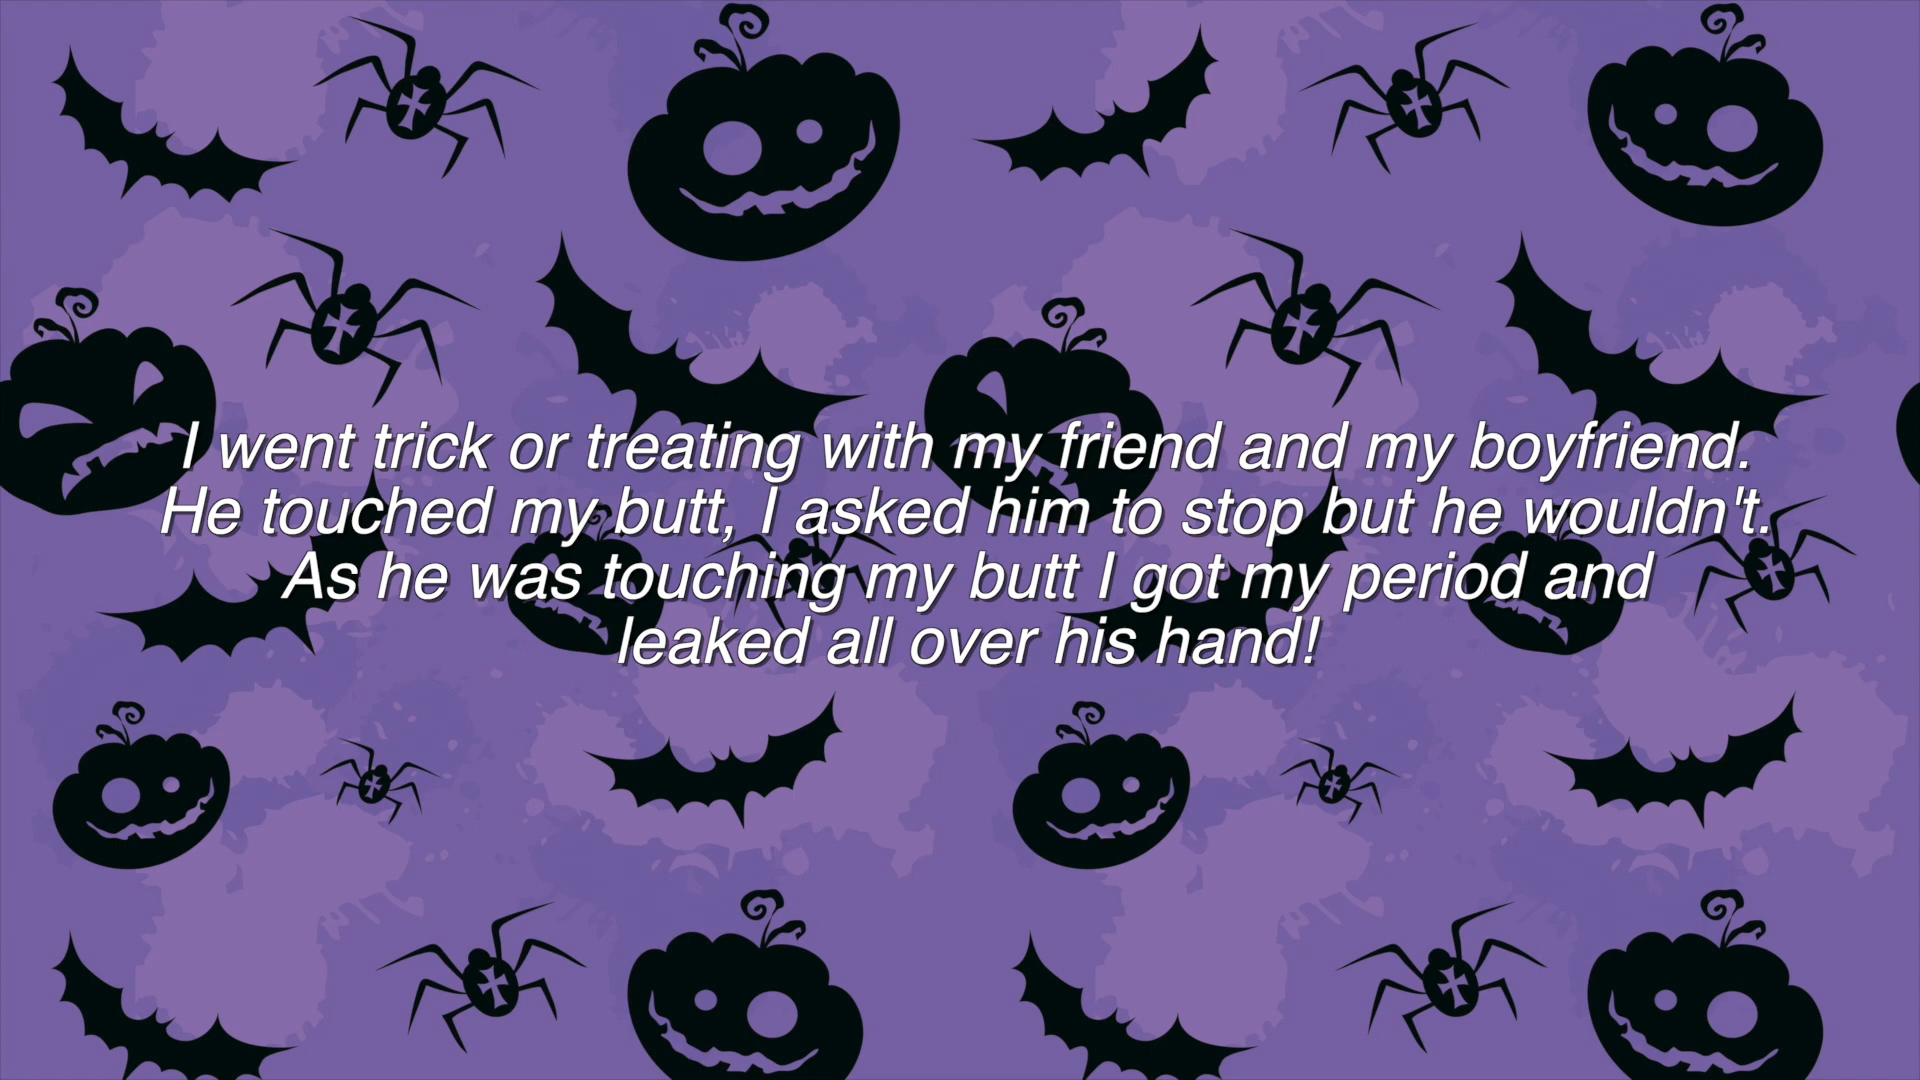 I went trick or treating with my friend and my boyfriend.
He touched my butt, I asked him to stop but he wouldn't.
As he was touching my butt I got my period and
leaked all over his hand!